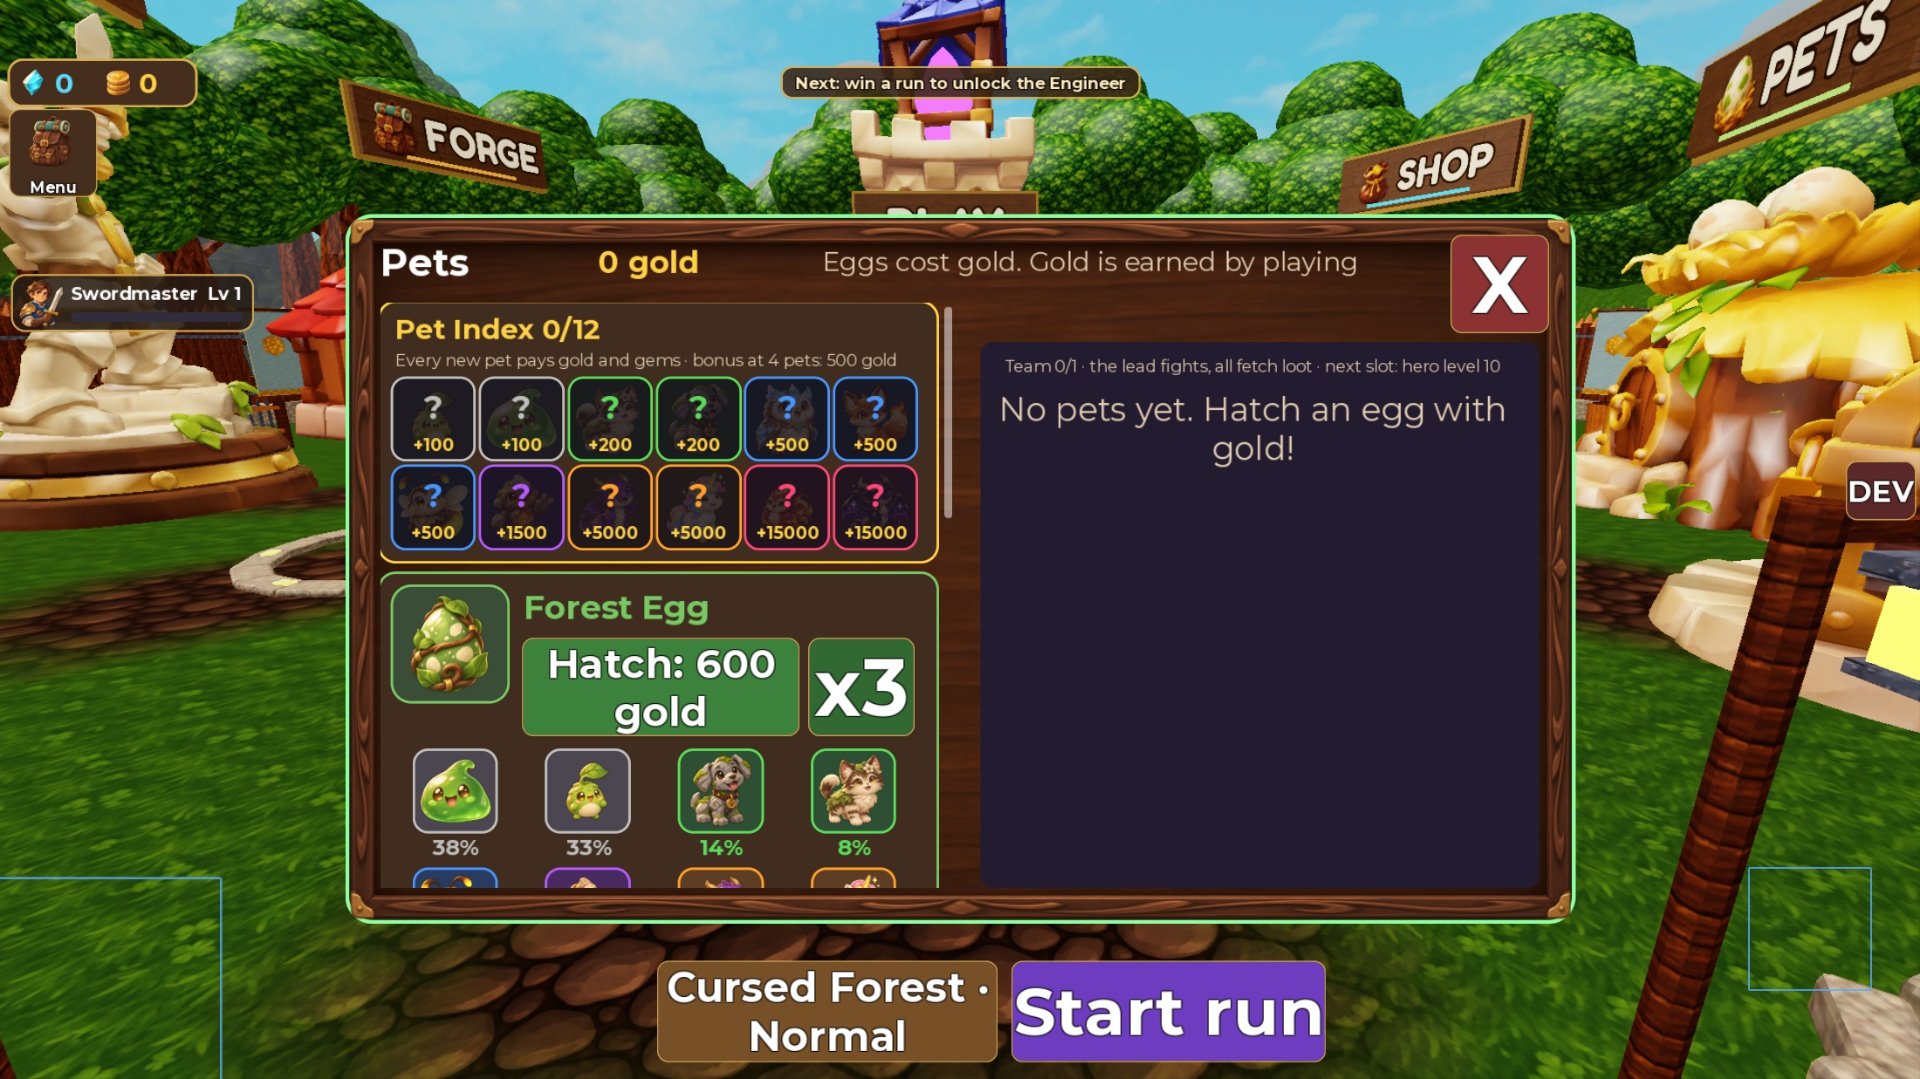 0 0
Menu
Swordmaster Lv 1
FORGE
Next: win a run to unlock the Engineer
SHOP
PETS
PLAY
DEV
Pets
0 gold
Eggs cost gold. Gold is earned by playing
X
Pet Index 0/12
Every new pet pays gold and gems · bonus at 4 pets: 500 gold
? ? ? ? ? ?
+100 +100 +200 +200 +500 +500
? ? ? ? ? ?
+500 +1500 +5000 +5000 +15000 +15000
Forest Egg
Hatch: 600
gold
x3
38% 33% 14% 8%
Team 0/1 · the lead fights, all fetch loot · next slot: hero level 10
No pets yet. Hatch an egg with
gold!
Cursed Forest ·
Normal
Start run